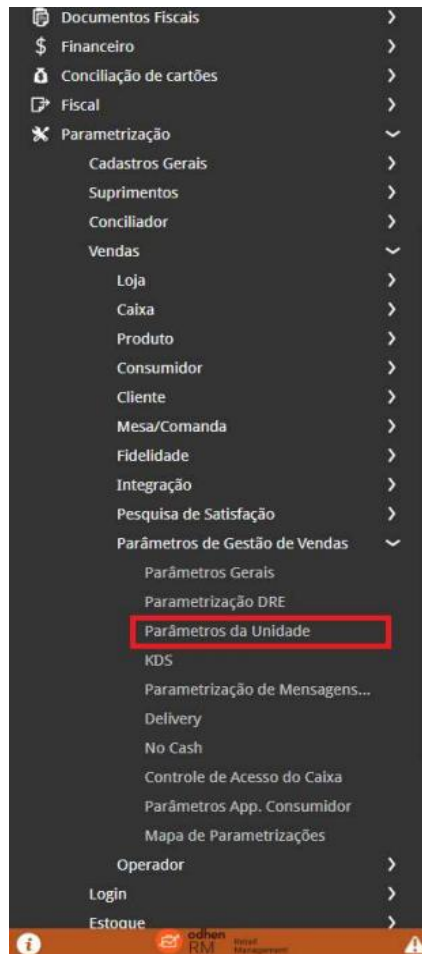 Documentos Fiscais
$ Financeiro
Conciliação de cartões
Fiscal
Parametrização
Cadastros Gerais
Suprimentos
Conciliador
Vendas
Loja
Caixa
Produto
Consumidor
Cliente
Mesa/Comanda
Fidelidade
Integração
Pesquisa de Satisfação
Parâmetros de Gestão de Vendas
Parâmetros Gerais
Parametrização DRE
Parâmetros da Unidade
KDS
Parametrização de Mensagens...
Delivery
No Cash
Controle de Acesso do Caixa
Parâmetros App. Consumidor
Mapa de Parametrizações
Operador
Login
Estoque
odhen
RM Retail
Management